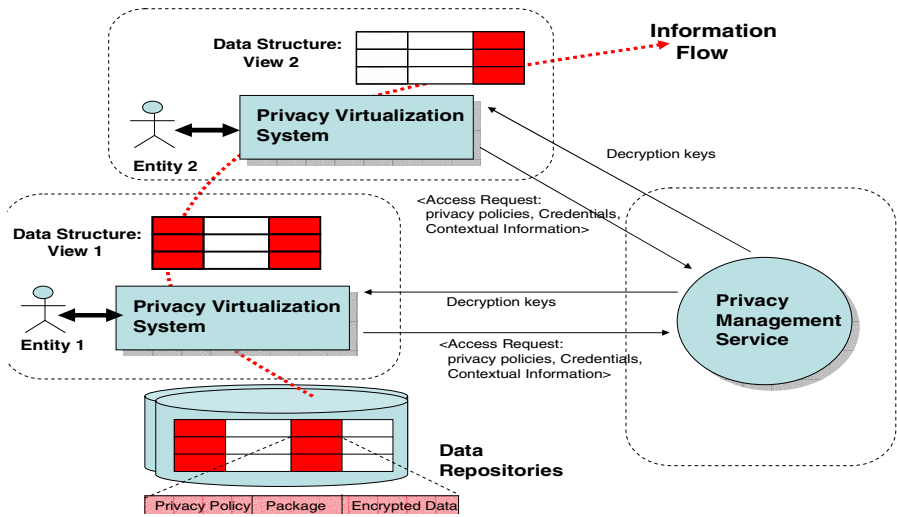 Data Structure:
View 2
Information
Flow
Privacy Virtualization
System
Entity 2
Decryption keys
<Access Request:
privacy policies, Credentials,
Contextual Information>
Data Structure:
View 1
Privacy Virtualization
System
Entity 1
Decryption keys
<Access Request:
privacy policies, Credentials,
Contextual Information>
Privacy
Management
Service
Data
Repositories
Privacy Policy
Package
Encrypted Data